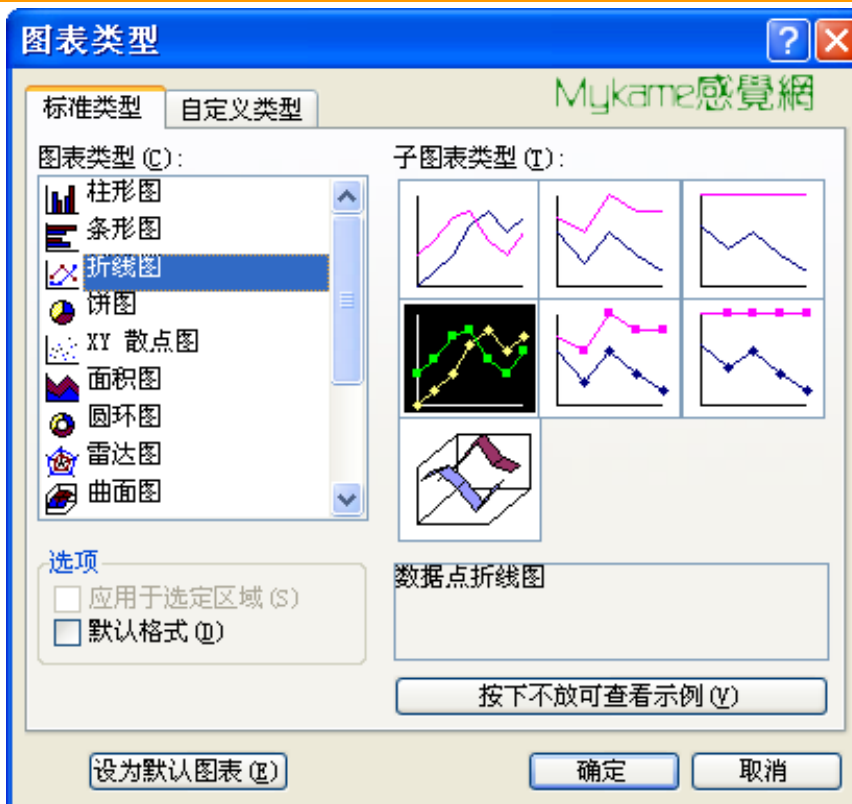 图表类型
Mykame感覺網
标准类型 自定义类型
图表类型(C):
柱形图
条形图
折线图
饼图
XY 散点图
面积图
圆环图
雷达图
曲面图
子图表类型(T):
选项
应用于选定区域(S)
默认格式(D)
数据点折线图
按下不放可查看示例(V)
设为默认图表(E) 确定 取消